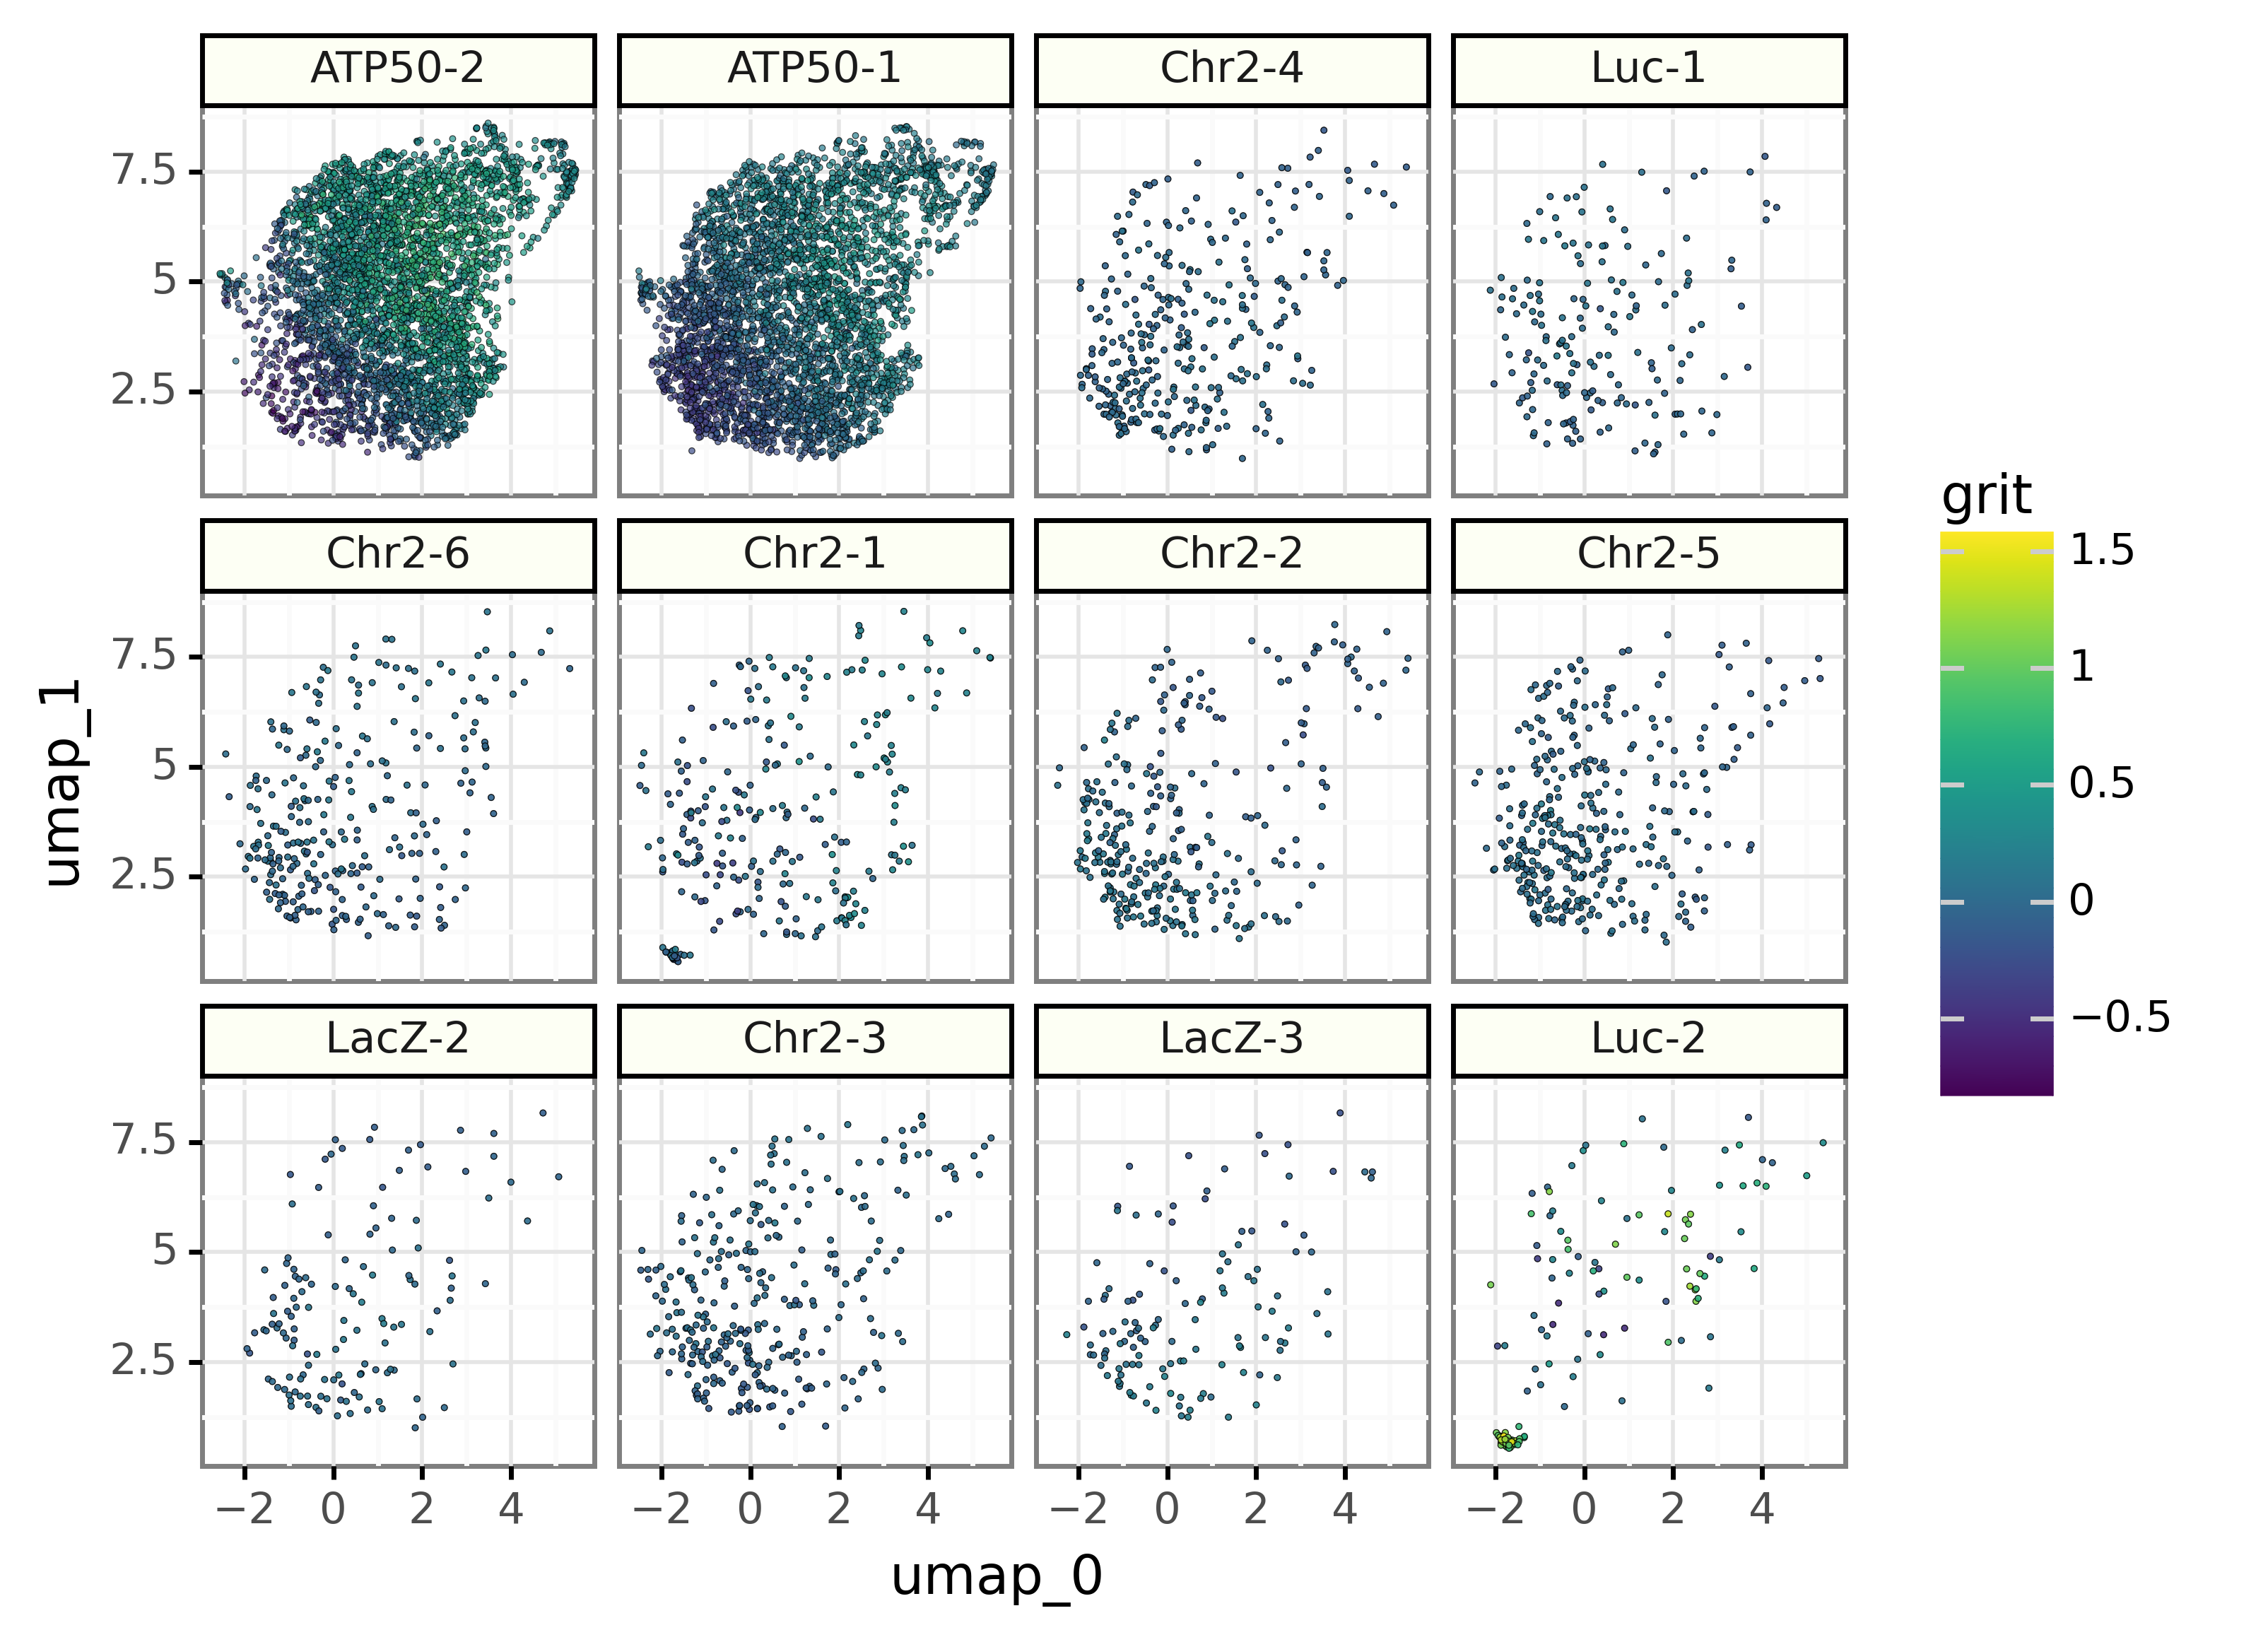 ATP50-2 ATP50-1 Chr2-4 Luc-1
7.5
5
2.5
Chr2-6 Chr2-1 Chr2-2 Chr2-5
7.5
5
2.5
LacZ-2 Chr2-3 LacZ-3 Luc-2
7.5
5
2.5
−2 0 2 4 −2 0 2 4 −2 0 2 4 −2 0 2 4
umap_0
umap_1
grit
1.5
1
0.5
0
−0.5